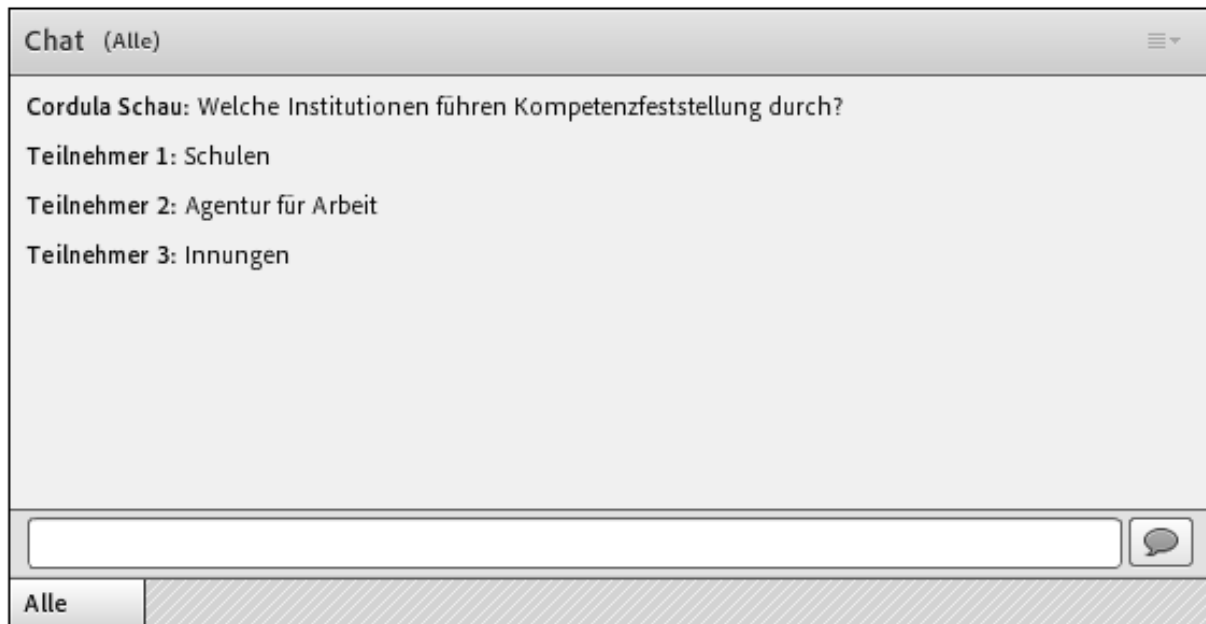 Chat (Alle)
Cordula Schau: Welche Institutionen führen Kompetenzfeststellung durch?
Teilnehmer 1: Schulen
Teilnehmer 2: Agentur für Arbeit
Teilnehmer 3: Innungen
Alle